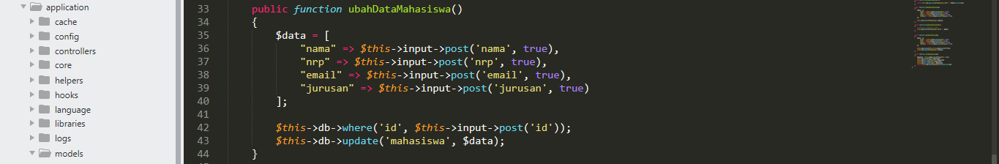 application
cache
config
controllers
core
helpers
hooks
language
libraries
logs
models
33 public function ubahDataMahasiswa()
34 {
35 $data = [
36 "nama" => $this->input->post('nama', true),
37 "nrp" => $this->input->post('nrp', true),
38 "email" => $this->input->post('email', true),
39 "jurusan" => $this->input->post('jurusan', true)
40 ];
41
42 $this->db->where('id', $this->input->post('id'));
43 $this->db->update('mahasiswa', $data);
44 }